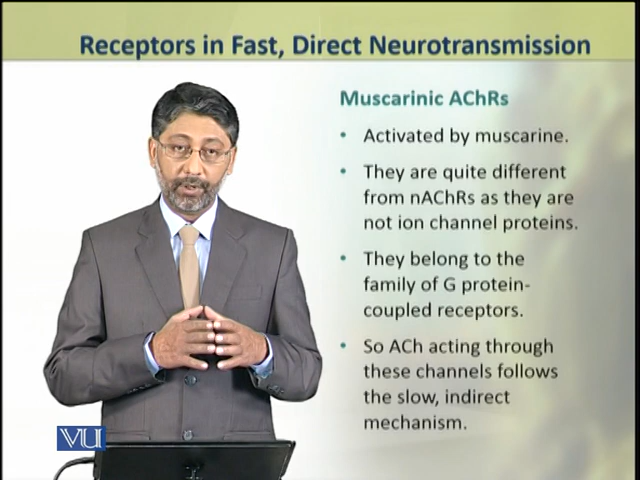 Receptors in Fast, Direct Neurotransmission
Muscarinic AChRs
• Activated by muscarine.
• They are quite different
from nAChRs as they are
not ion channel proteins.
• They belong to the
family of G protein-
coupled receptors.
• So ACh acting through
these channels follows
the slow, indirect
mechanism.
VU